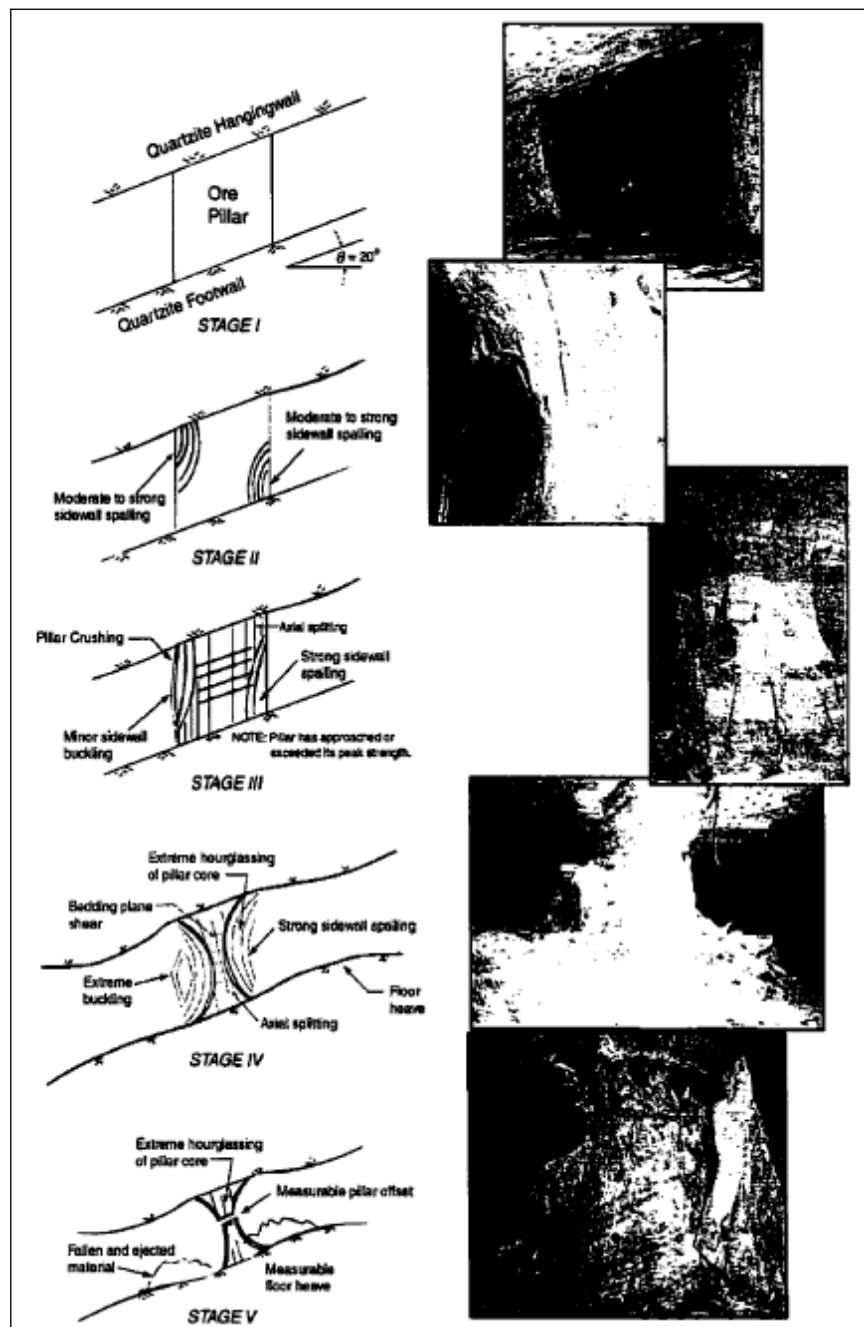 Quartzite Hangingwall
Ore
Pillar
θ = 20°
Quartzite Footwall
STAGE I
Moderate to strong
sidewall spalling
Moderate to strong
sidewall spalling
STAGE II
Pillar Crushing
Axial splitting
Strong sidewall
spalling
Minor sidewall
buckling
NOTE: Pillar has approached or
exceeded its peak strength.
STAGE III
Extreme hourglassing
of pillar core
Bedding plane
shear
Strong sidewall spalling
Extreme
buckling
Floor
heave
Axial splitting
STAGE IV
Extreme hourglassing
of pillar core
Measurable pillar offset
Fallen and ejected
material
Measurable
floor heave
STAGE V